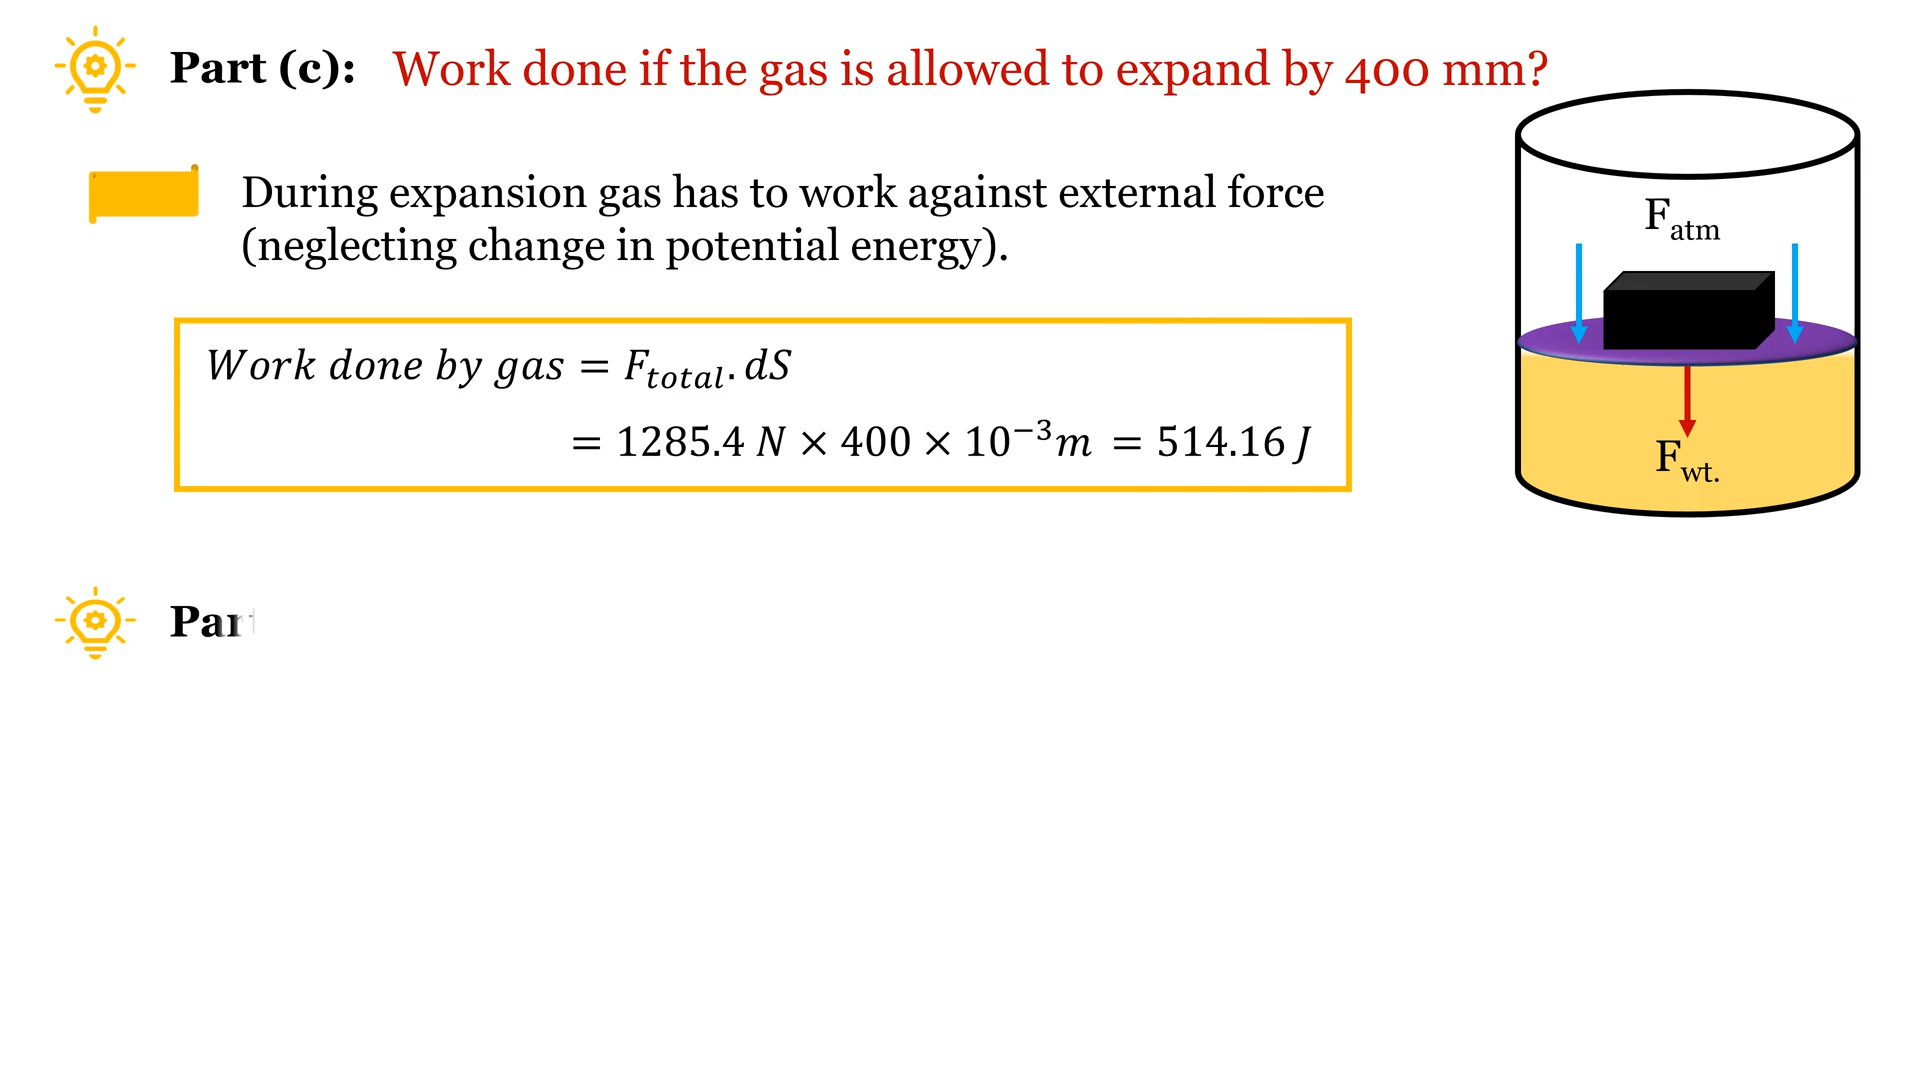 Part (c): Work done if the gas is allowed to expand by 400 mm?
During expansion gas has to work against external force
(neglecting change in potential energy).
F_atm
Work done by gas = F_total. dS
= 1285.4 N × 400 × 10⁻³m = 514.16 J
F_wt.
Par